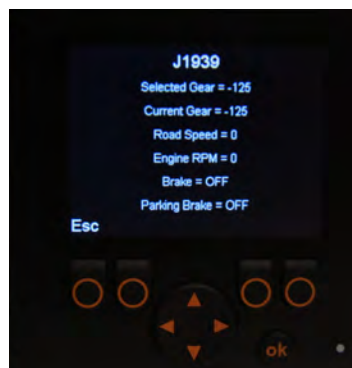 J1939
Selected Gear = -125
Current Gear = -125
Road Speed = 0
Engine RPM = 0
Brake = OFF
Parking Brake = OFF
Esc
ok